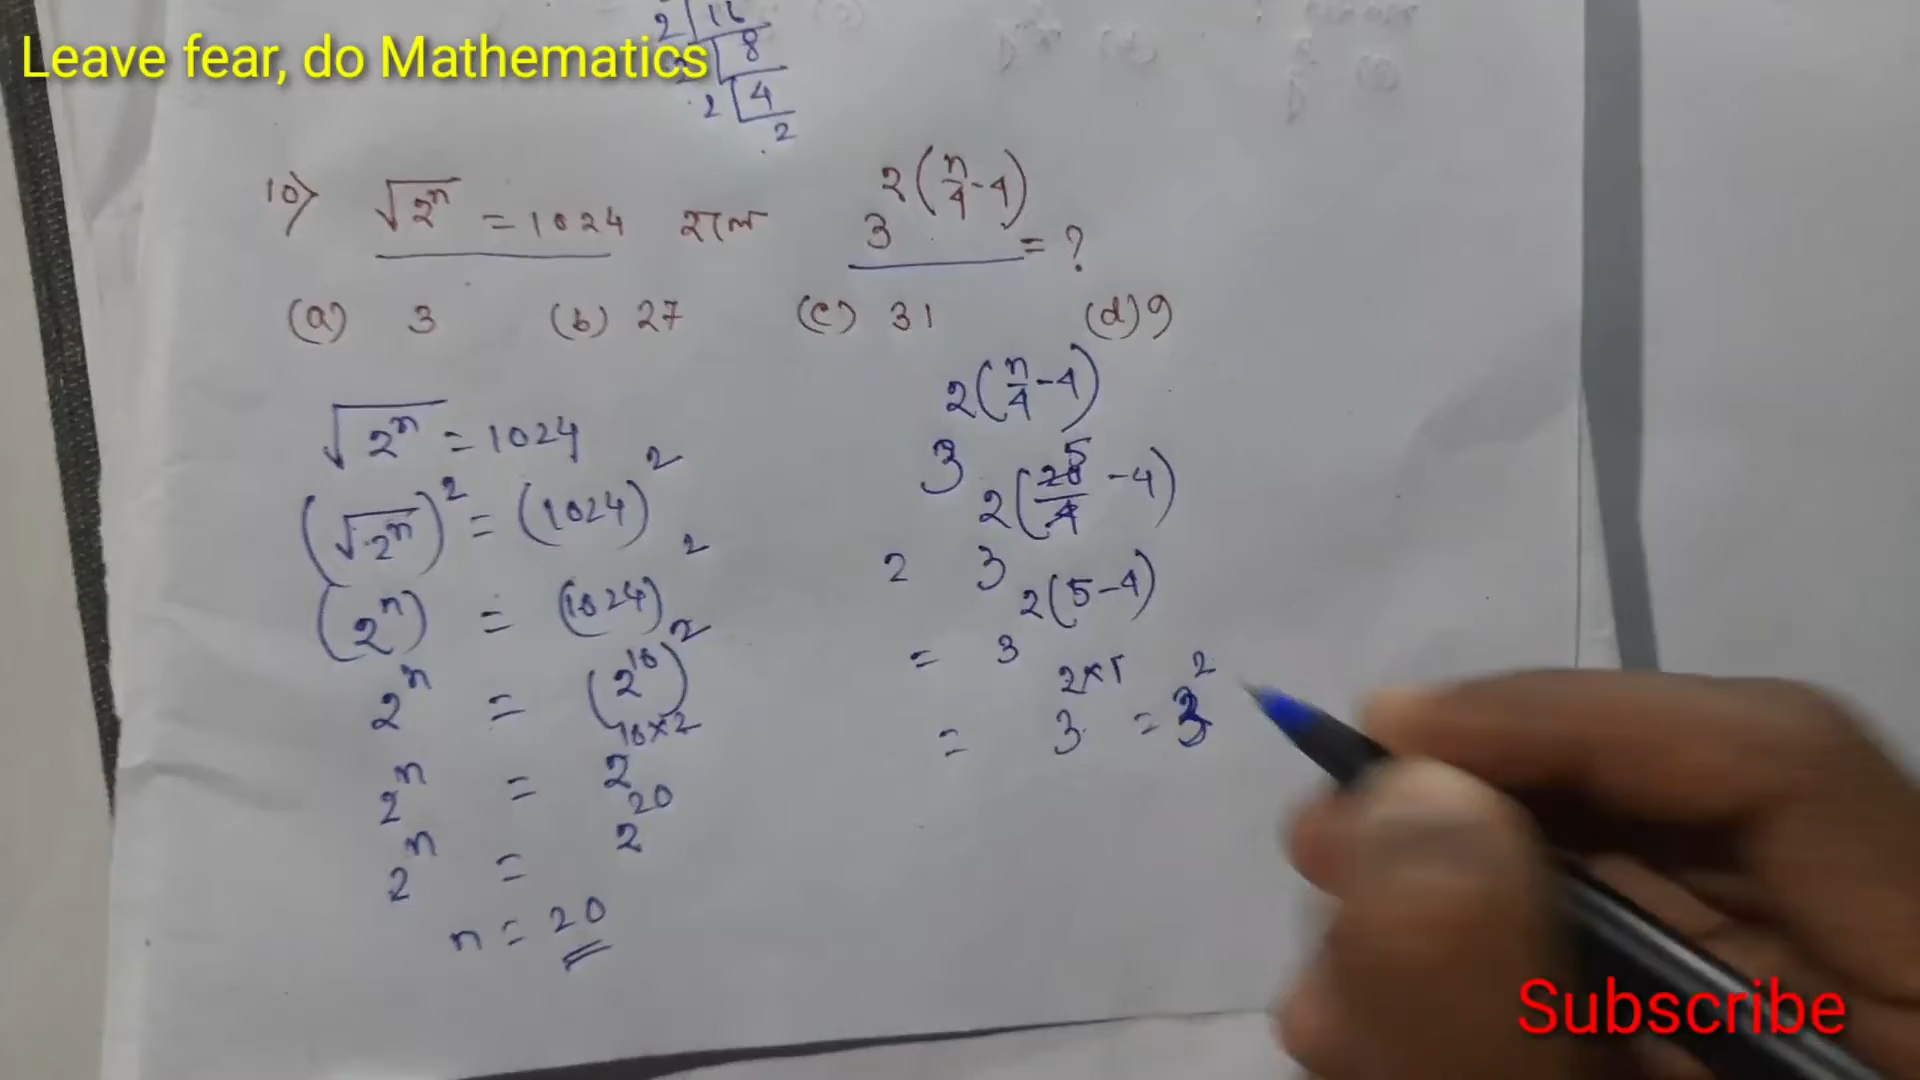 Leave fear, do Mathematics
2 16
2 8
2 4
2
10) √2ⁿ = 1024 হলে 3^{2(n/4 - 4)} = ?
(a) 3 (b) 27 (c) 31 (d) 9
√2ⁿ = 1024
(√2ⁿ)² = (1024)²
(2ⁿ) = (1024)²
2ⁿ = (2¹⁰)²
2ⁿ = 2^{10×2}
2ⁿ = 2²⁰
n = 20
3^{2(n/4 - 4)}
= 3^{2(20/4 - 4)} 5
= 3^{2(5-4)}
= 3^{2×1} = 3²
Subscribe